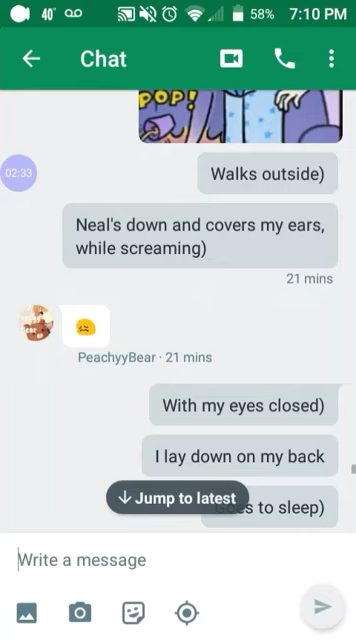 40° 58% 7:10 PM
Chat
POP!
02:33
Walks outside)
Neal's down and covers my ears,
while screaming)
21 mins
PeachyyBear · 21 mins
With my eyes closed)
I lay down on my back
Jump to latest
Goes to sleep)
Write a message